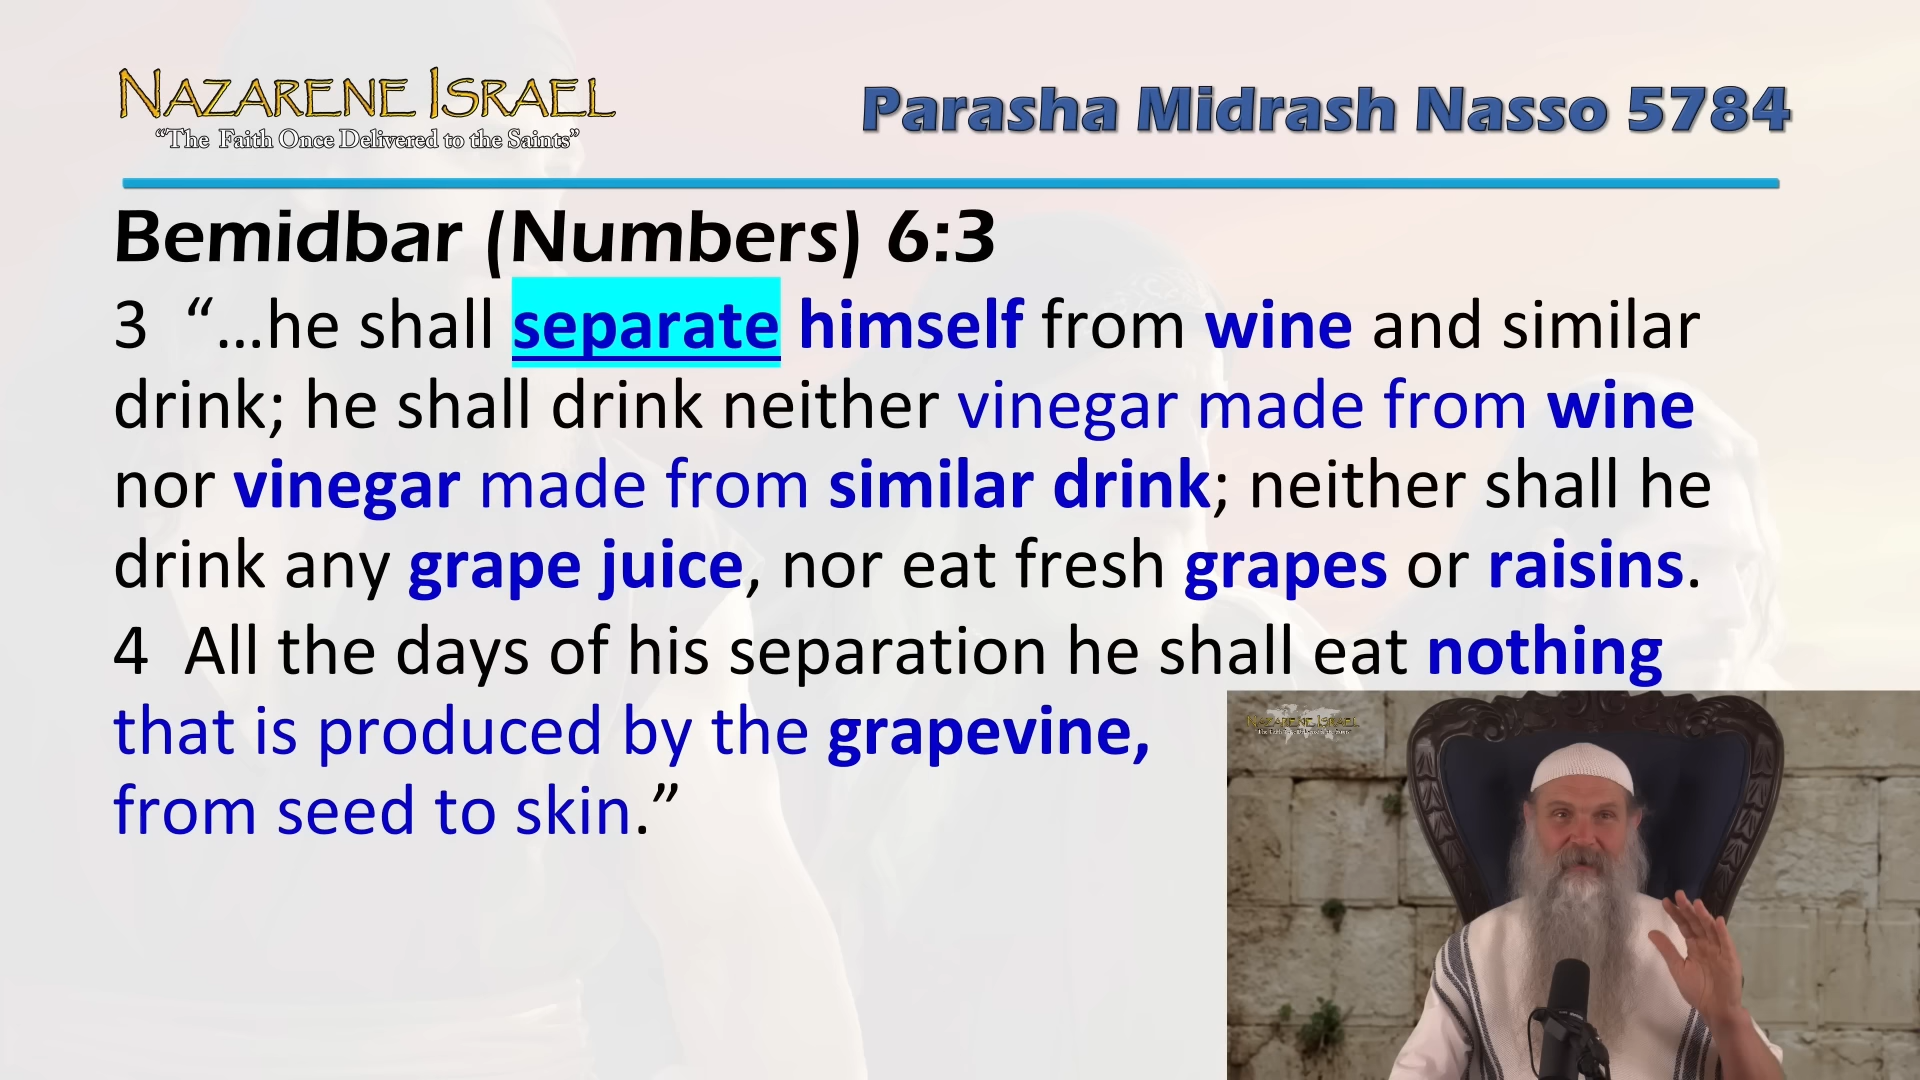 NAZARENE ISRAEL
“The Faith Once Delivered to the Saints”
Parasha Midrash Nasso 5784
Bemidbar (Numbers) 6:3
3 “…he shall separate himself from wine and similar
drink; he shall drink neither vinegar made from wine
nor vinegar made from similar drink; neither shall he
drink any grape juice, nor eat fresh grapes or raisins.
4 All the days of his separation he shall eat nothing
that is produced by the grapevine,
from seed to skin.”
NAZARENE ISRAEL